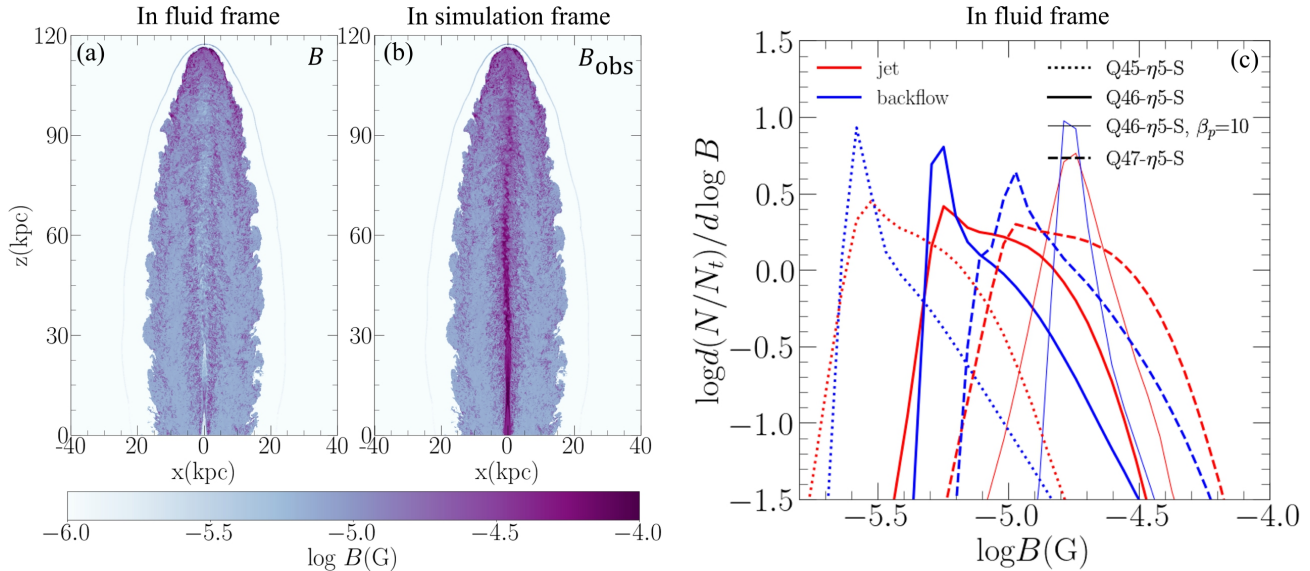 In fluid frame
In simulation frame
In fluid frame
(a)
B
(b)
B_obs
(c)
120
90
60
30
0
z(kpc)
-40 -20 0 20 40
x(kpc)
120
90
60
30
0
-40 -20 0 20 40
x(kpc)
-6.0 -5.5 -5.0 -4.5 -4.0
log B(G)
jet
backflow
Q45-η5-S
Q46-η5-S
Q46-η5-S, β_p=10
Q47-η5-S
1.5
1.0
0.5
0.0
−0.5
−1.0
−1.5
logd(N/N_t)/d log B
−5.5 −5.0 −4.5 −4.0
logB(G)